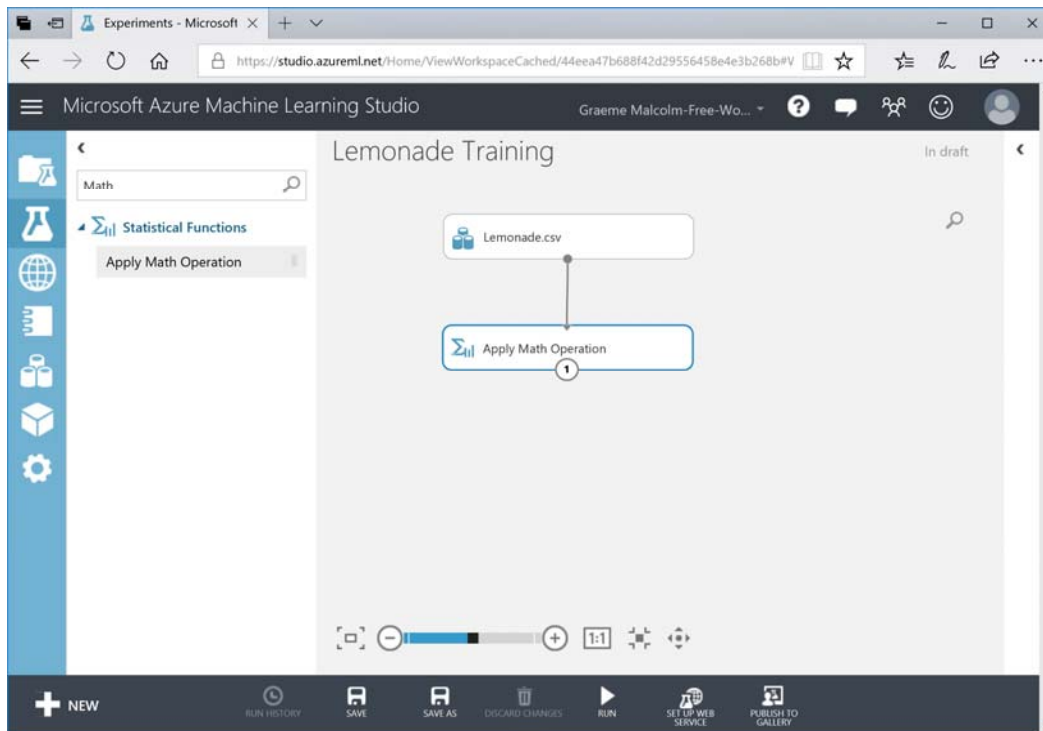 Experiments - Microsoft
https://studio.azureml.net/Home/ViewWorkspaceCached/44eea47b688f42d29556458e4e3b268b#V
Microsoft Azure Machine Learning Studio
Graeme Malcolm-Free-Wo...
Lemonade Training
In draft
Math
Statistical Functions
Apply Math Operation
Lemonade.csv
Apply Math Operation
1
1:1
NEW
RUN HISTORY
SAVE
SAVE AS
DISCARD CHANGES
RUN
SET UP WEB
SERVICE
PUBLISH TO
GALLERY